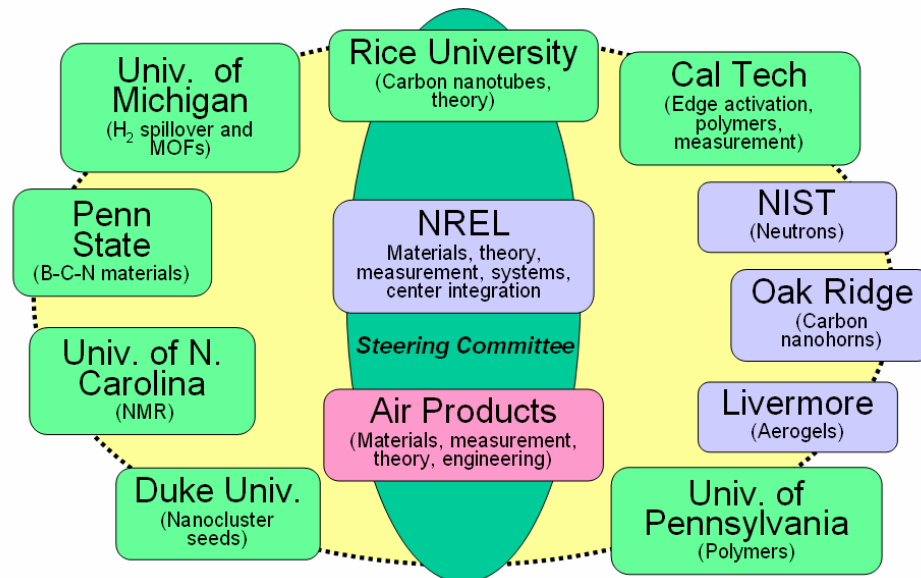 Univ. of
Michigan
(H₂ spillover and
MOFs)
Rice University
(Carbon nanotubes,
theory)
Cal Tech
(Edge activation,
polymers,
measurement)
Penn
State
(B-C-N materials)
NREL
Materials, theory,
measurement, systems,
center integration
NIST
(Neutrons)
Oak Ridge
(Carbon
nanohorns)
Univ. of N.
Carolina
(NMR)
Steering Committee
Air Products
(Materials, measurement,
theory, engineering)
Livermore
(Aerogels)
Duke Univ.
(Nanocluster
seeds)
Univ. of
Pennsylvania
(Polymers)